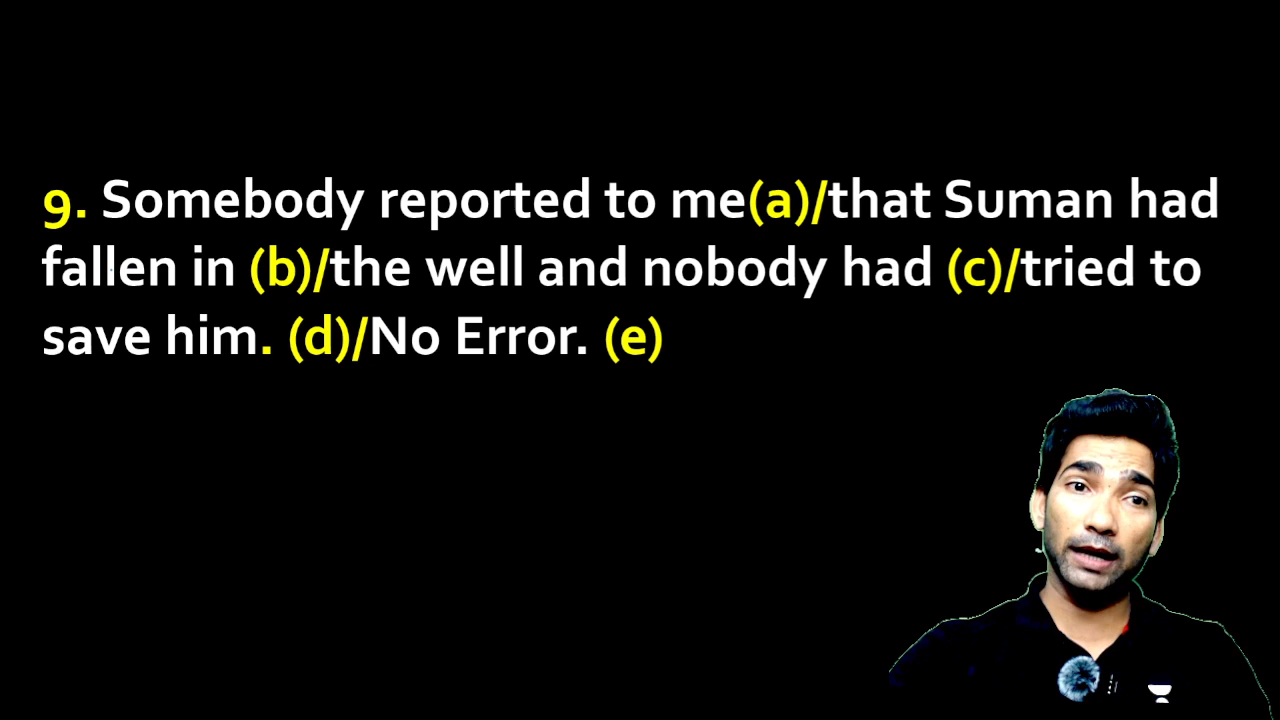 9. Somebody reported to me(a)/that Suman had
fallen in (b)/the well and nobody had (c)/tried to
save him. (d)/No Error. (e)